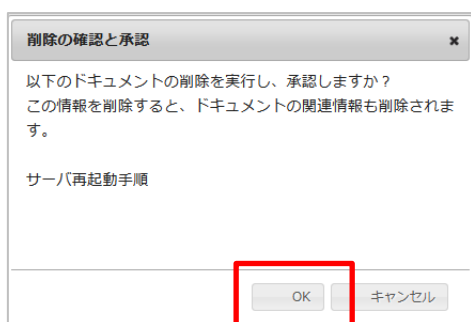 削除の確認と承認
以下のドキュメントの削除を実行し、承認しますか？
この情報を削除すると、ドキュメントの関連情報も削除されま
す。
サーバ再起動手順
OK
キャンセル